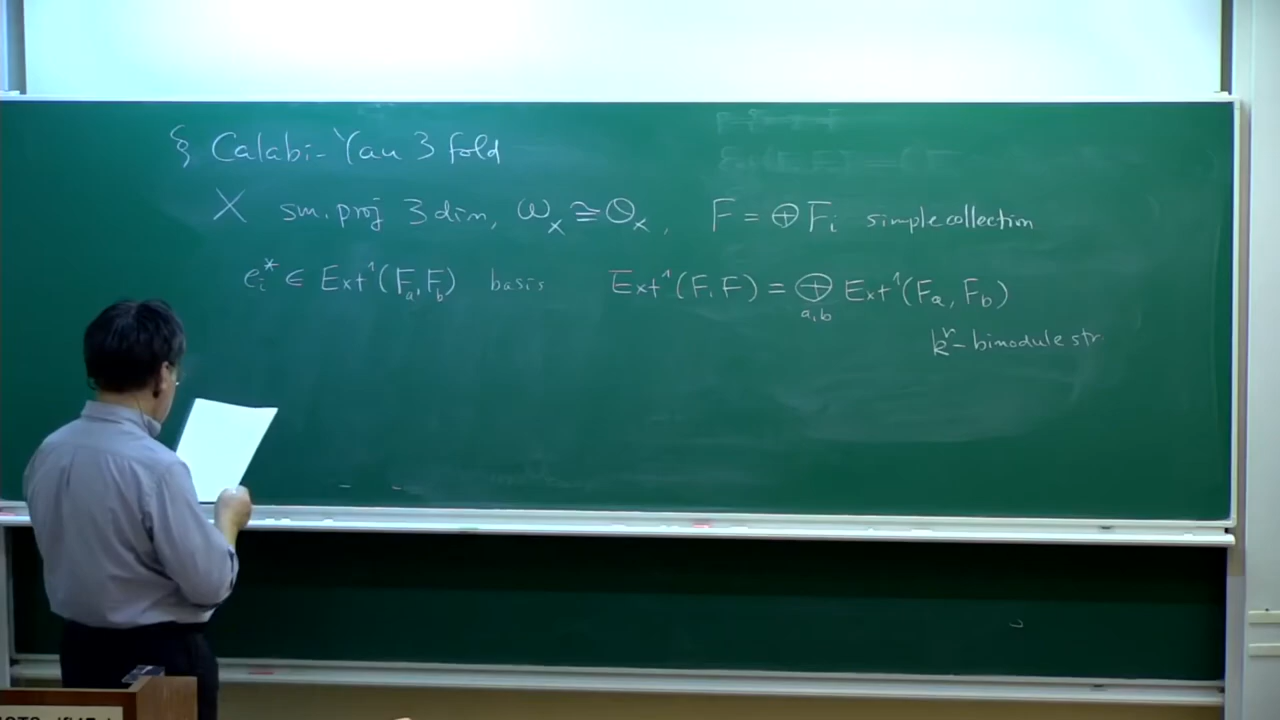 § Calabi-Yau 3 fold
X sm. proj 3 dim, ω_X ≅ O_X, F = ⊕ F_i simple collection
e_i^* ∈ Ext^1(F_a, F_b) basis Ext^1(F, F) = ⊕_{a,b} Ext^1(F_a, F_b)
k^r-bimodule str